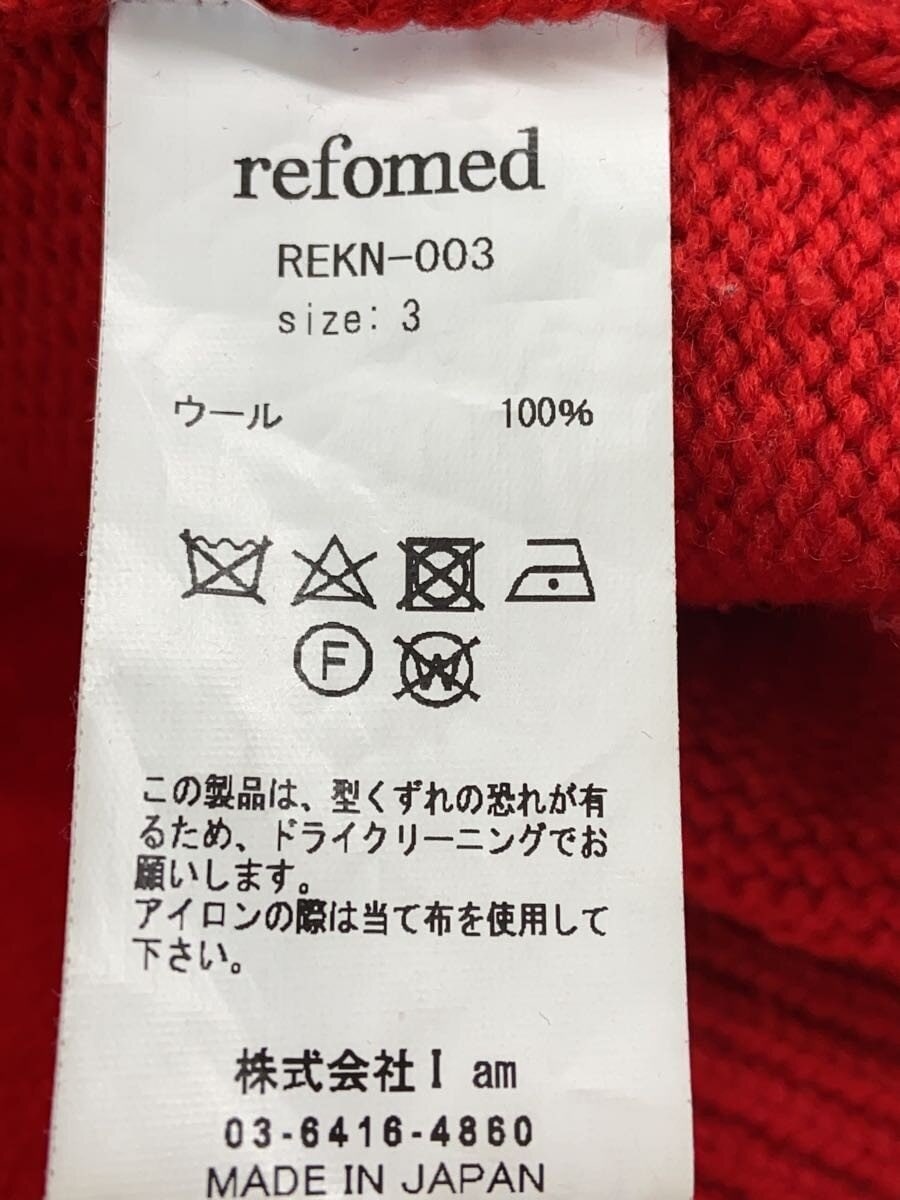 refomed
REKN-003
size: 3
ウール 100%
F
W
この製品は、型くずれの恐れが有
るため、ドライクリーニングでお
願いします。
アイロンの際は当て布を使用して
下さい。
株式会社I am
03-6416-4860
MADE IN JAPAN